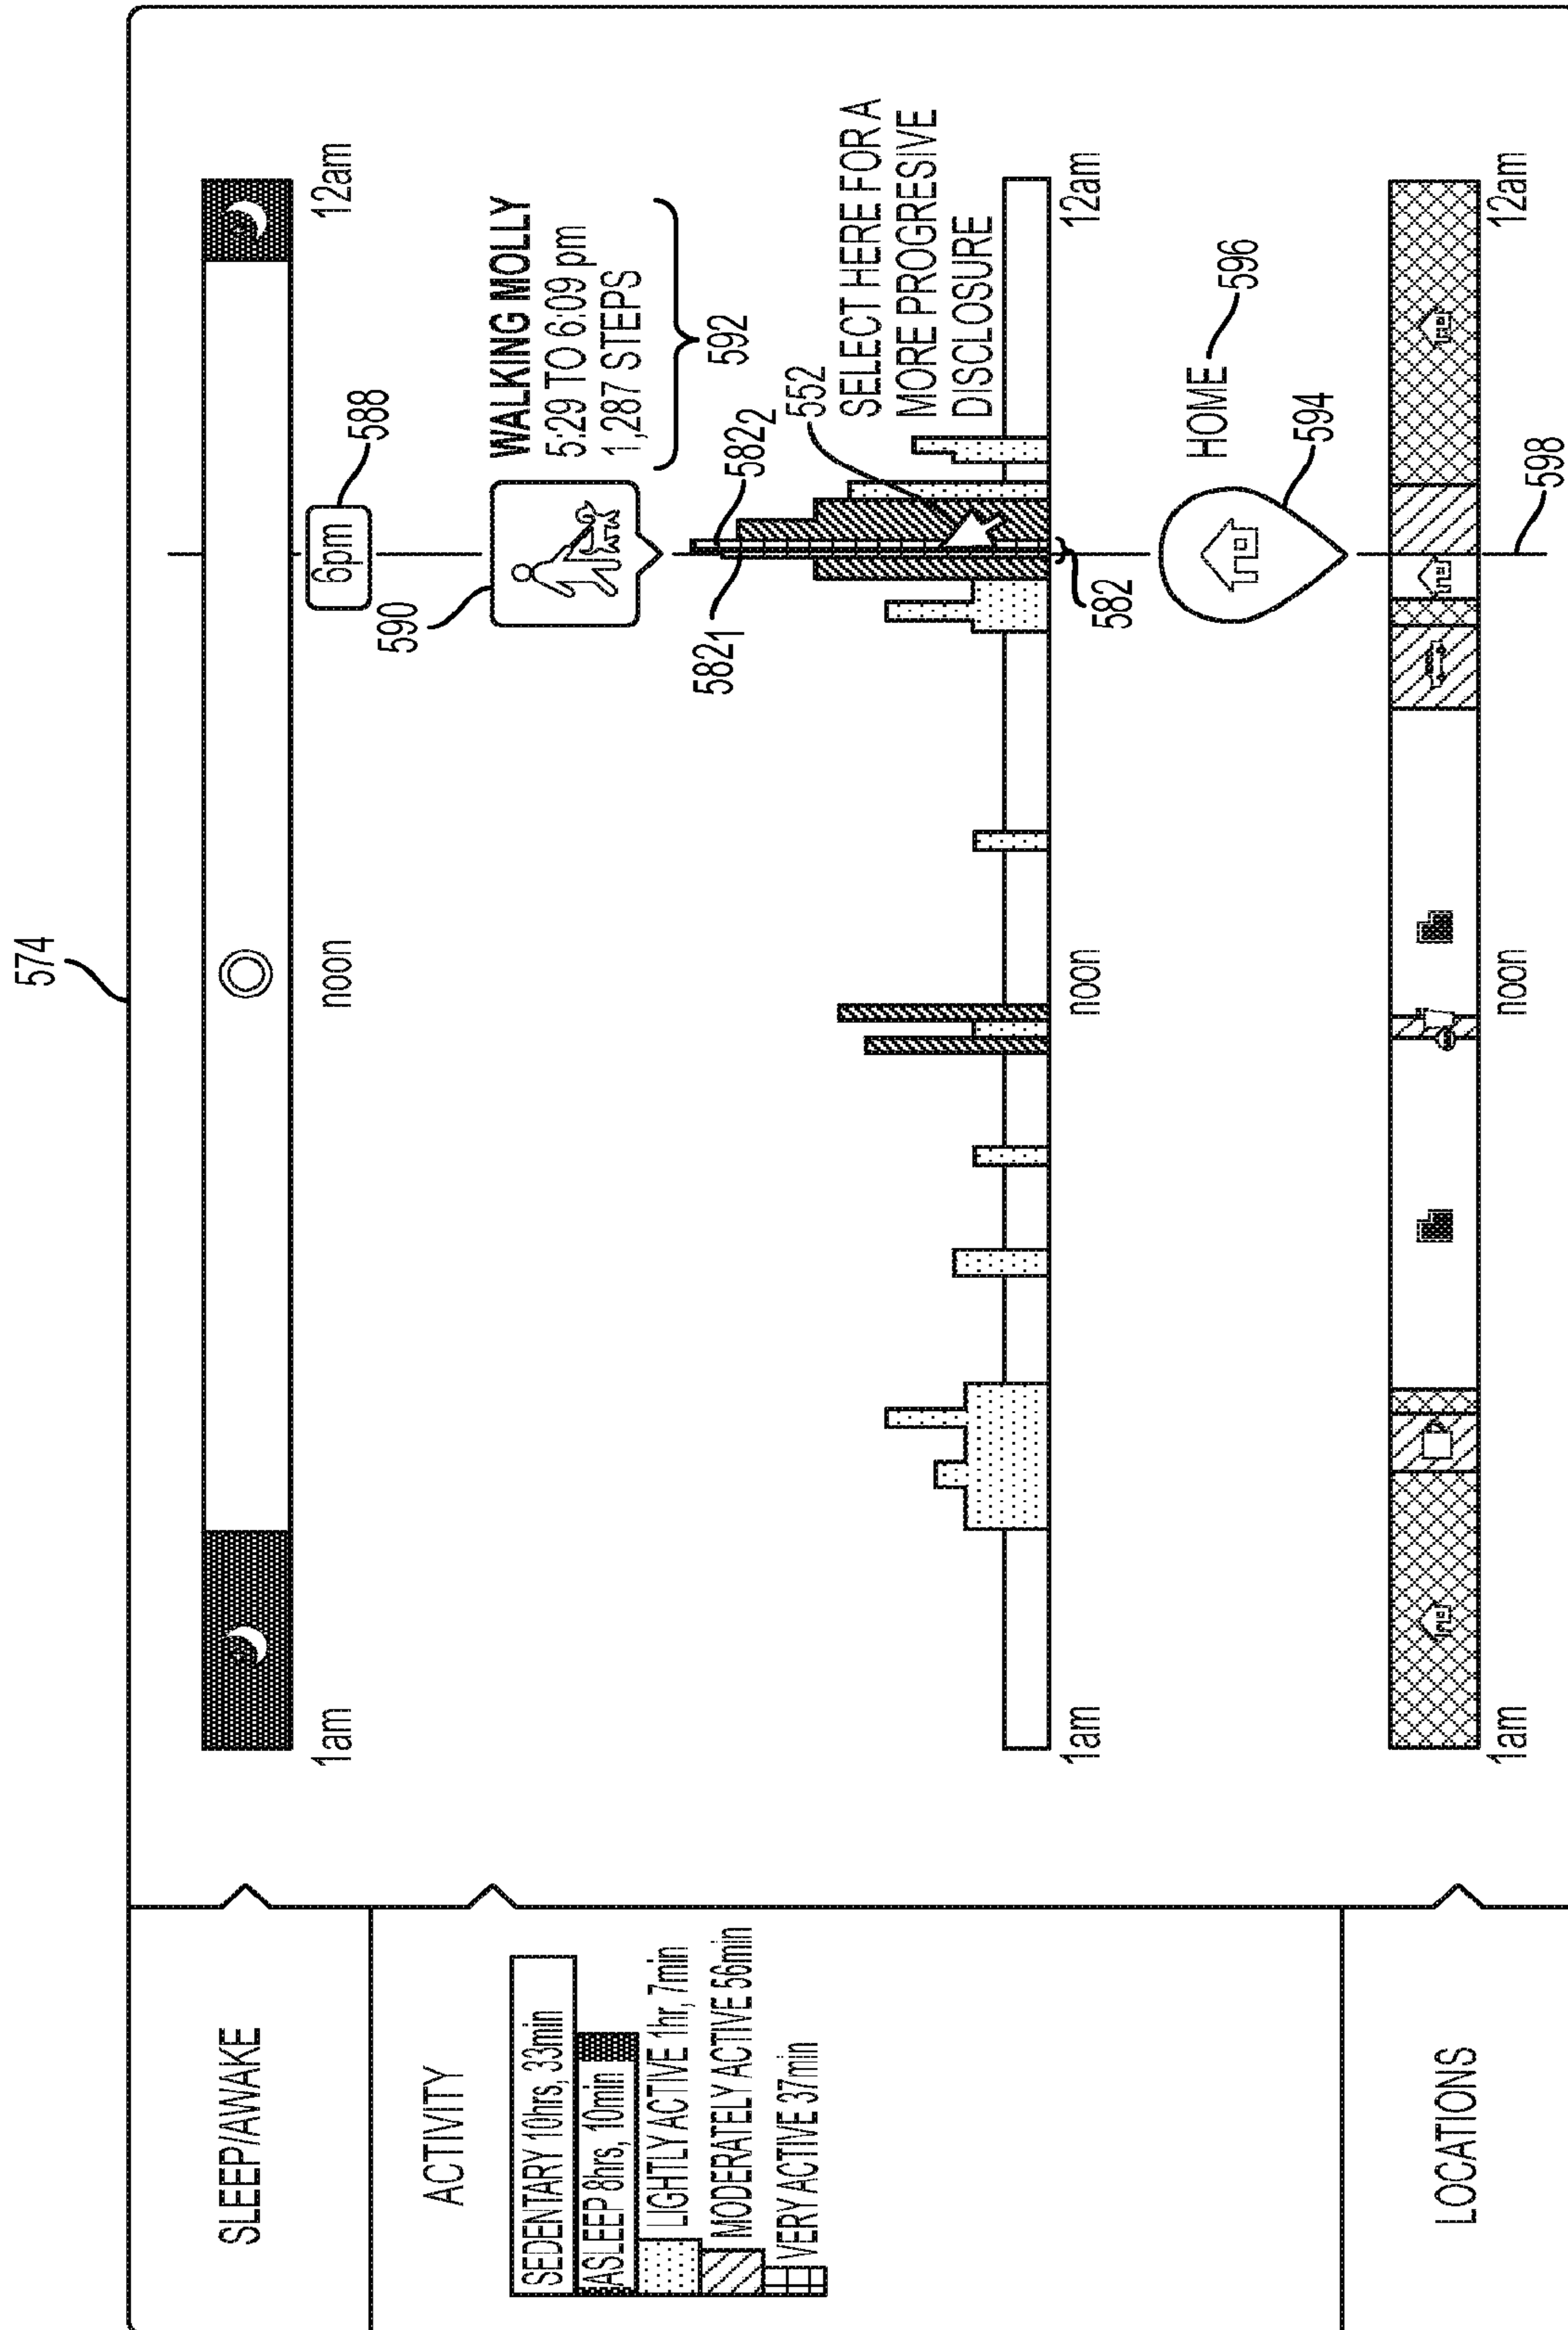 574
SLEEP/AWAKE
1am
noon
12am
6pm
588
ACTIVITY
SEDENTARY 10hrs, 33min
ASLEEP 8hrs, 10min
LIGHTLY ACTIVE 1hr, 7min
MODERATELY ACTIVE 56min
VERY ACTIVE 37min
590
WALKING MOLLY
5:29 TO 6:09 pm
1,287 STEPS
592
582₁
582₂
552
SELECT HERE FOR A
MORE PROGRESIVE
DISCLOSURE
1am
noon
582
12am
HOME
596
594
LOCATIONS
1am
noon
598
12am